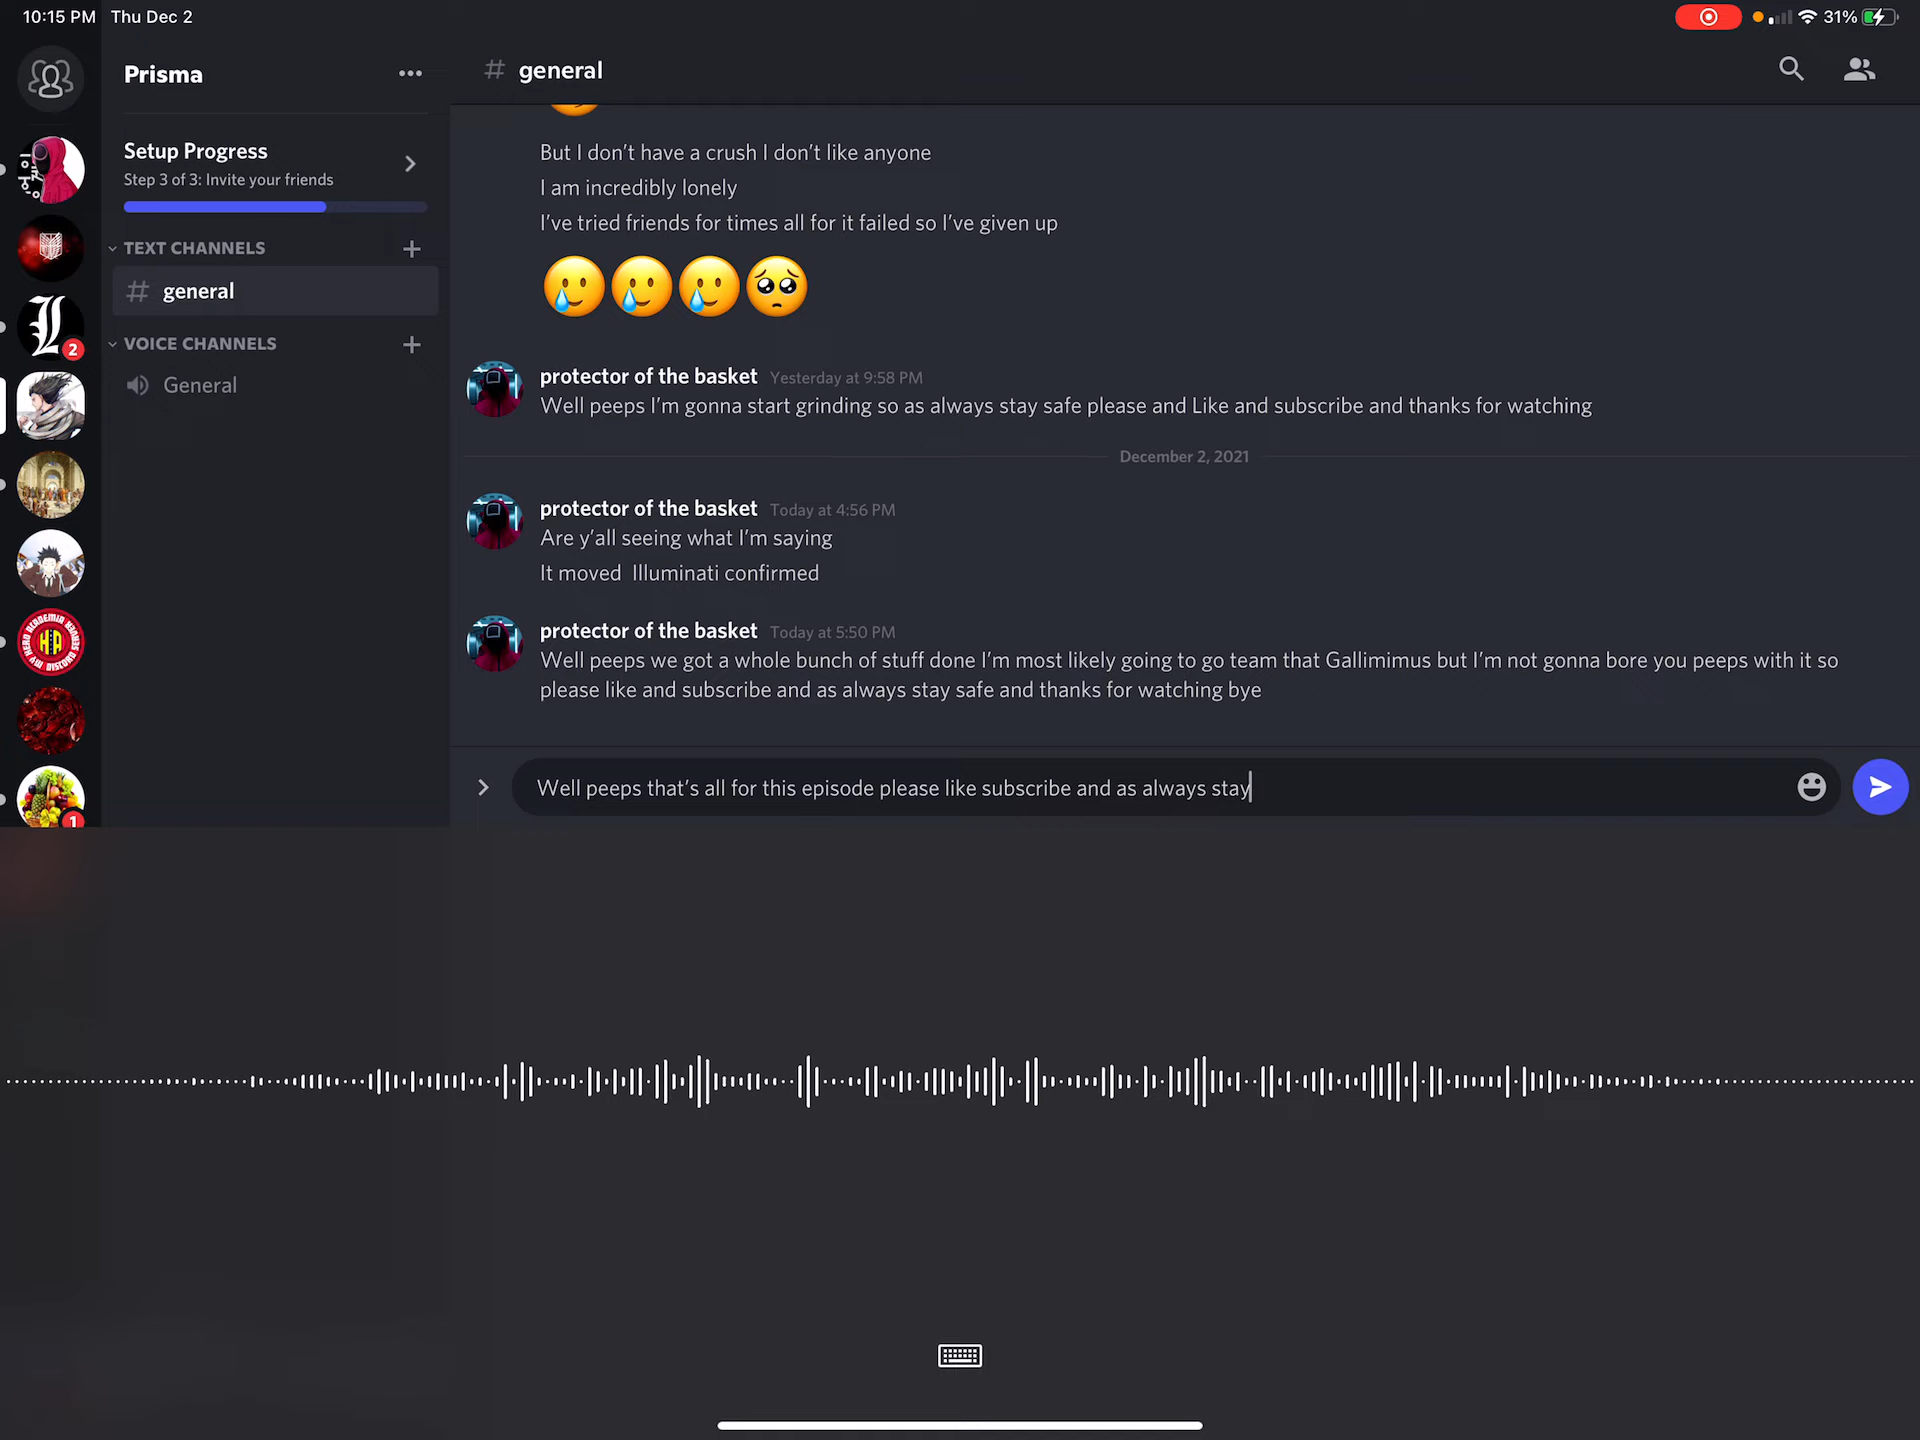 10:15 PM Thu Dec 2
31%
Prisma
# general
Setup Progress
Step 3 of 3: Invite your friends
TEXT CHANNELS
# general
VOICE CHANNELS
General
2
1
But I don't have a crush I don't like anyone
I am incredibly lonely
I've tried friends for times all for it failed so I've given up
protector of the basket Yesterday at 9:58 PM
Well peeps I'm gonna start grinding so as always stay safe please and Like and subscribe and thanks for watching
December 2, 2021
protector of the basket Today at 4:56 PM
Are y'all seeing what I'm saying
It moved Illuminati confirmed
protector of the basket Today at 5:50 PM
Well peeps we got a whole bunch of stuff done I'm most likely going to go team that Gallimimus but I'm not gonna bore you peeps with it so
please like and subscribe and as always stay safe and thanks for watching bye
Well peeps that's all for this episode please like subscribe and as always stay